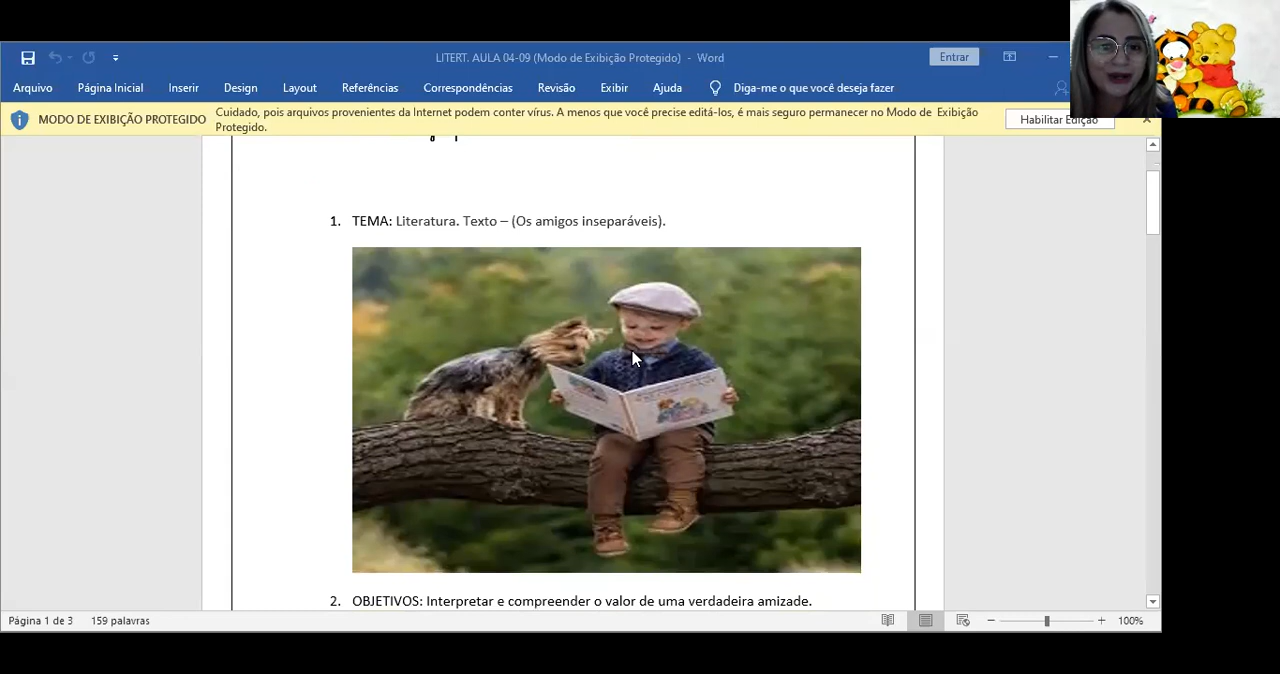 LITERT. AULA 04-09 (Modo de Exibição Protegido) - Word
Entrar
Arquivo Página Inicial Inserir Design Layout Referências Correspondências Revisão Exibir Ajuda Diga-me o que você deseja fazer
MODO DE EXIBIÇÃO PROTEGIDO
Cuidado, pois arquivos provenientes da Internet podem conter vírus. A menos que você precise editá-los, é mais seguro permanecer no Modo de Exibição
Protegido.
Habilitar Edição
1. TEMA: Literatura. Texto – (Os amigos inseparáveis).
2. OBJETIVOS: Interpretar e compreender o valor de uma verdadeira amizade.
Página 1 de 3 159 palavras
100%